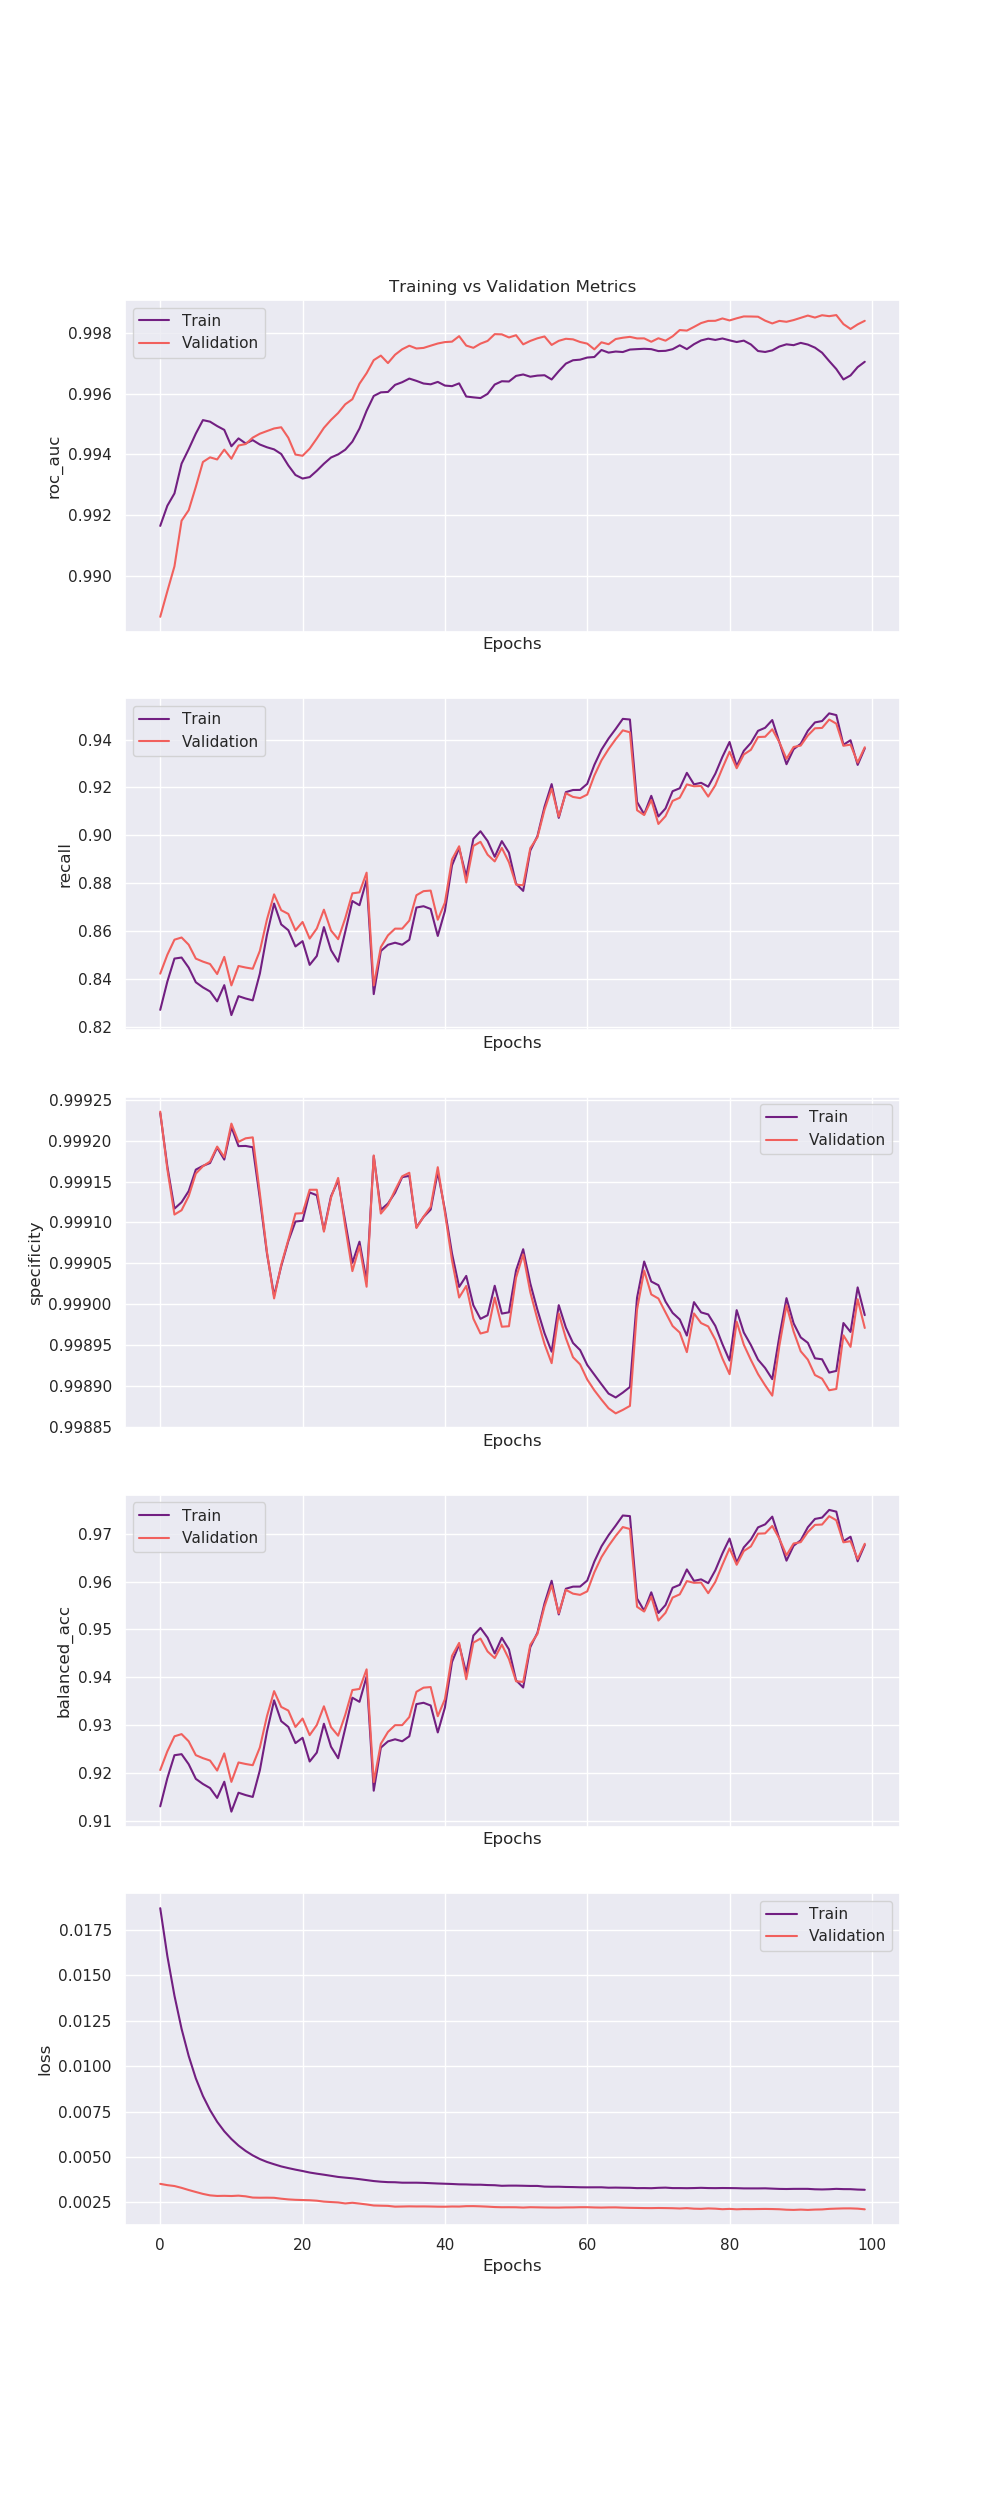 Training vs Validation Metrics
Train
Validation
0.998
0.996
0.994
0.992
0.990
roc_auc
Epochs
Train
Validation
0.94
0.92
0.90
0.88
0.86
0.84
0.82
recall
Epochs
Train
Validation
0.99925
0.99920
0.99915
0.99910
0.99905
0.99900
0.99895
0.99890
0.99885
specificity
Epochs
Train
Validation
0.97
0.96
0.95
0.94
0.93
0.92
0.91
balanced_acc
Epochs
Train
Validation
0.0175
0.0150
0.0125
0.0100
0.0075
0.0050
0.0025
loss
0 20 40 60 80 100
Epochs